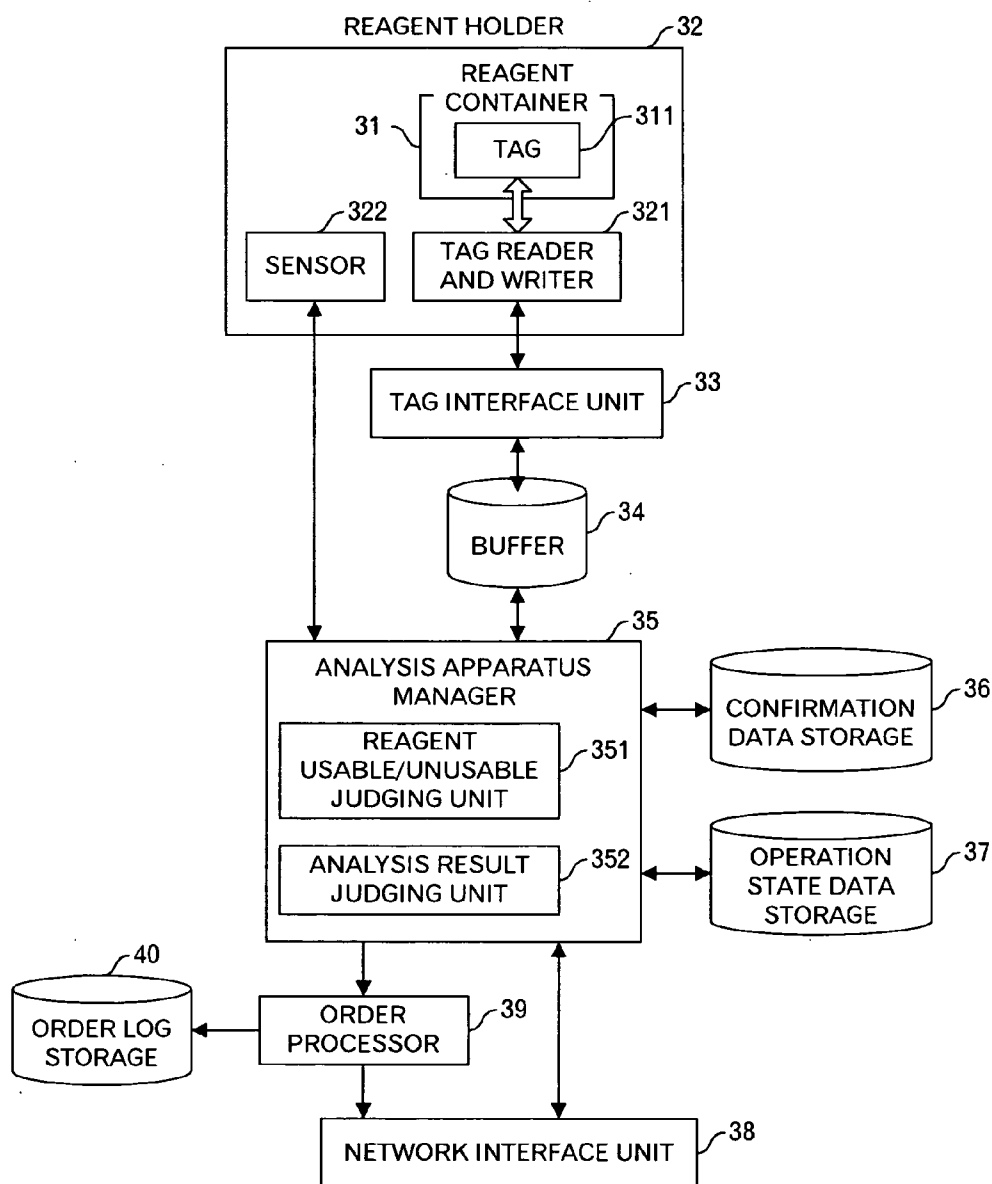 REAGENT HOLDER
32
REAGENT
CONTAINER
31
311
TAG
322
321
SENSOR
TAG READER
AND WRITER
33
TAG INTERFACE UNIT
34
BUFFER
35
ANALYSIS APPARATUS
MANAGER
36
CONFIRMATION
DATA STORAGE
REAGENT
USABLE/UNUSABLE
JUDGING UNIT
351
37
OPERATION
STATE DATA
STORAGE
ANALYSIS RESULT
JUDGING UNIT
352
40
ORDER LOG
STORAGE
ORDER
PROCESSOR
39
NETWORK INTERFACE UNIT
38